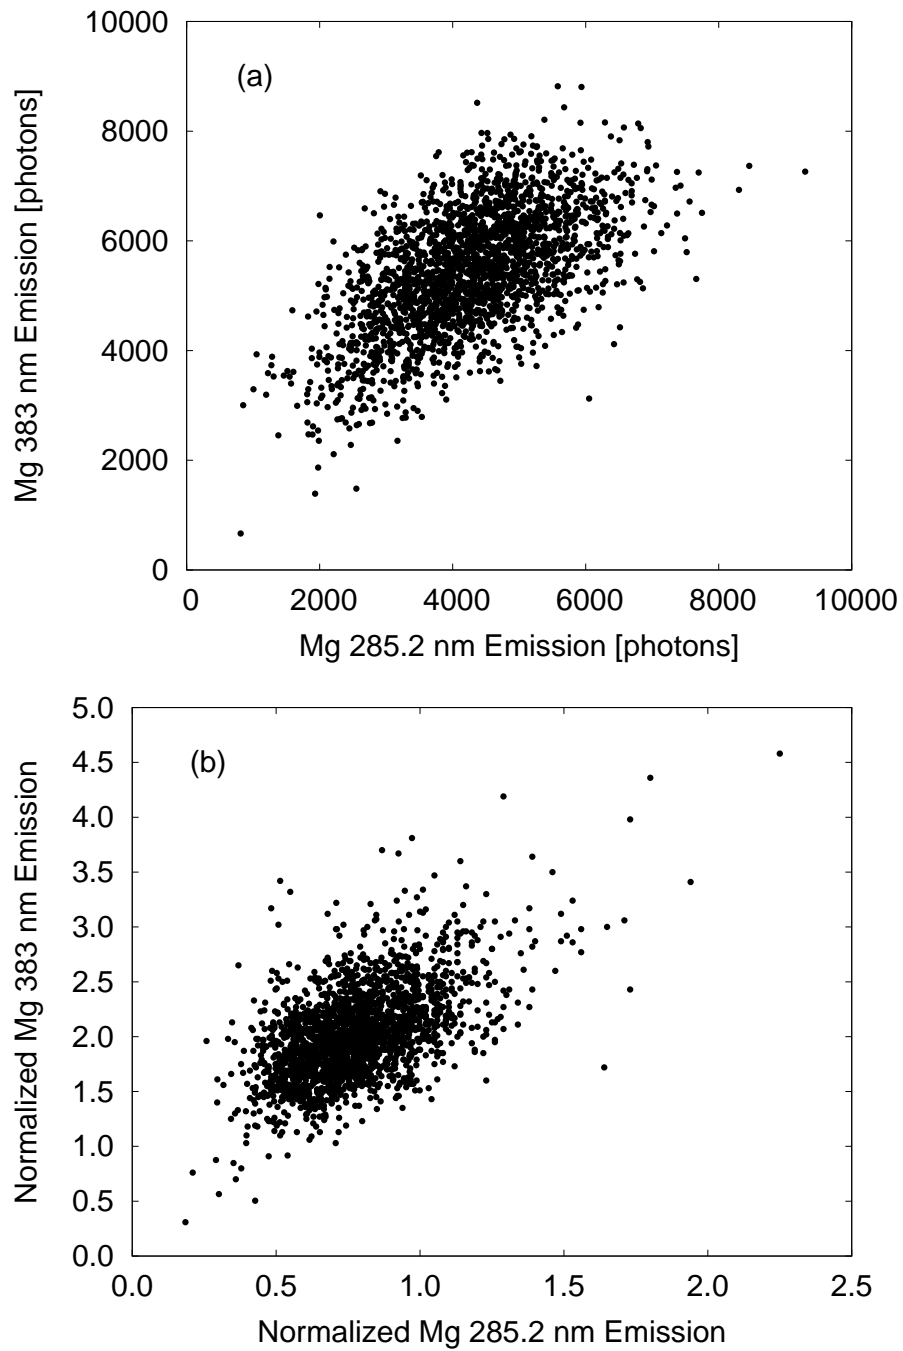 10000
8000
6000
4000
2000
0
Mg 383 nm Emission [photons]
(a)
0 2000 4000 6000 8000 10000
Mg 285.2 nm Emission [photons]
5.0
4.5
4.0
3.5
3.0
2.5
2.0
1.5
1.0
0.5
0.0
Normalized Mg 383 nm Emission
(b)
0.0 0.5 1.0 1.5 2.0 2.5
Normalized Mg 285.2 nm Emission